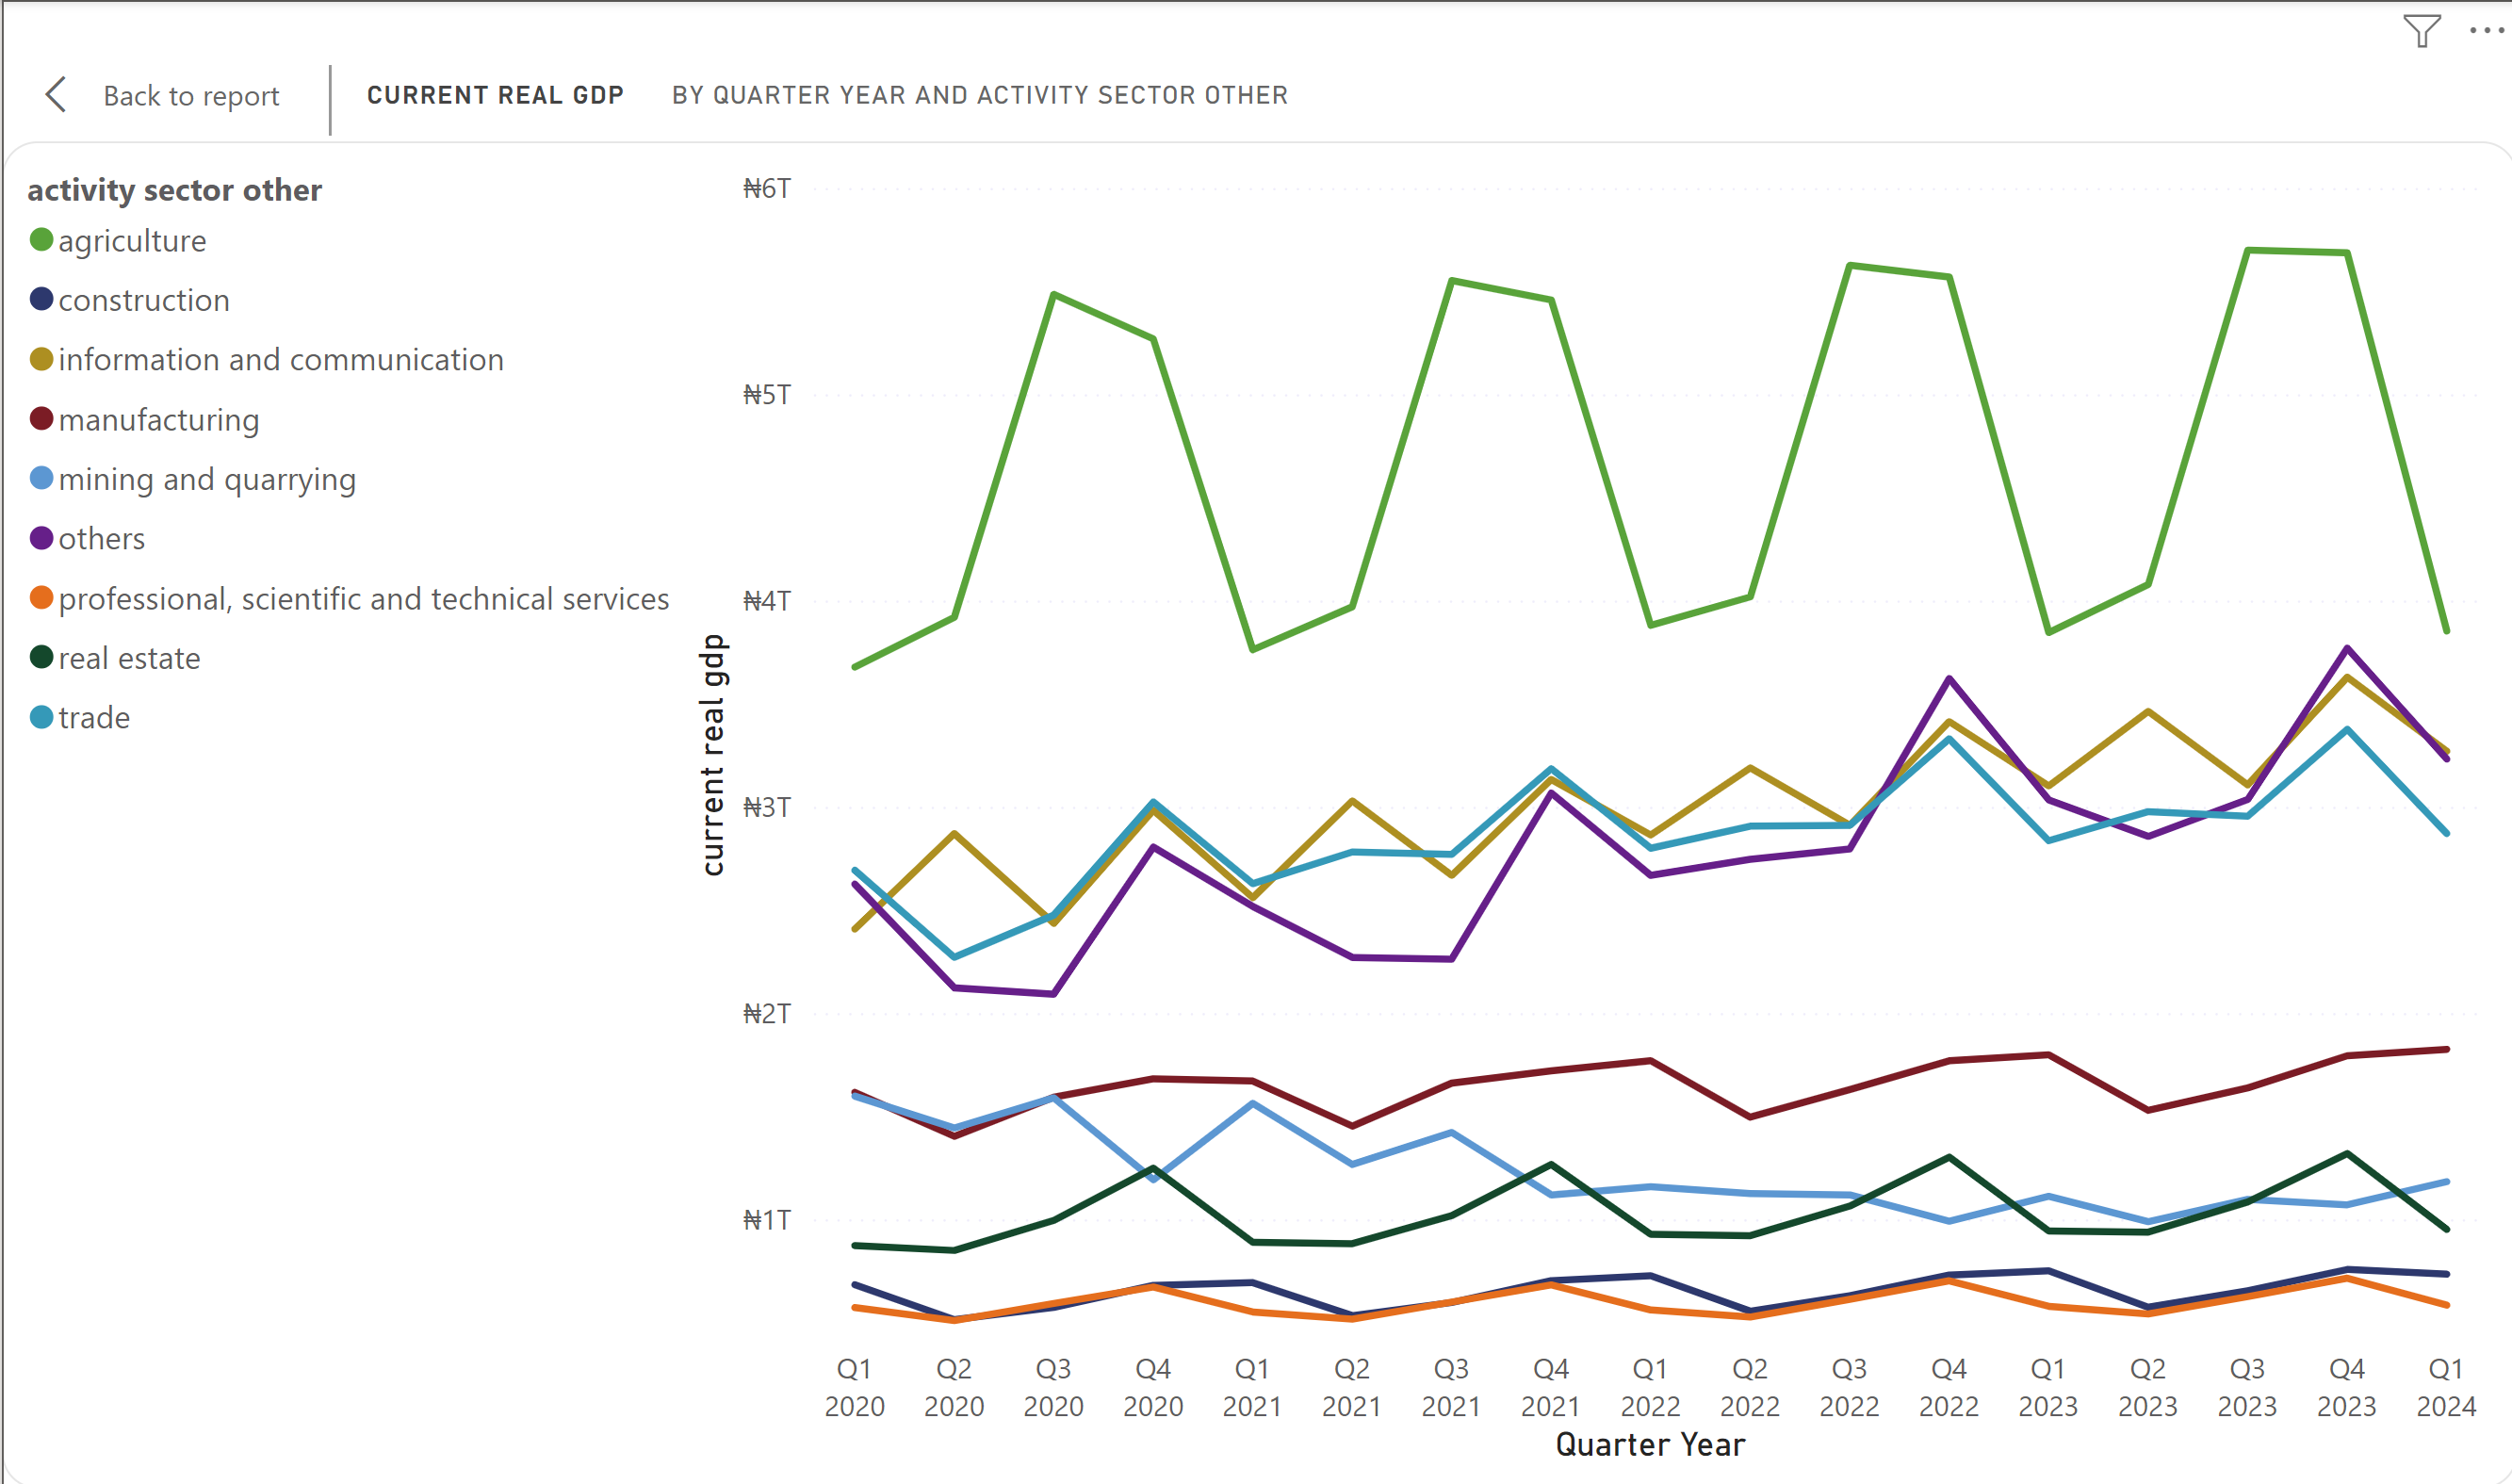 Back to report
CURRENT REAL GDP BY QUARTER YEAR AND ACTIVITY SECTOR OTHER
activity sector other
agriculture
construction
information and communication
manufacturing
mining and quarrying
others
professional, scientific and technical services
real estate
trade
current real gdp
₦6T
₦5T
₦4T
₦3T
₦2T
₦1T
Q1 Q2 Q3 Q4 Q1 Q2 Q3 Q4 Q1 Q2 Q3 Q4 Q1 Q2 Q3 Q4 Q1
2020 2020 2020 2020 2021 2021 2021 2021 2022 2022 2022 2022 2023 2023 2023 2023 2024
Quarter Year